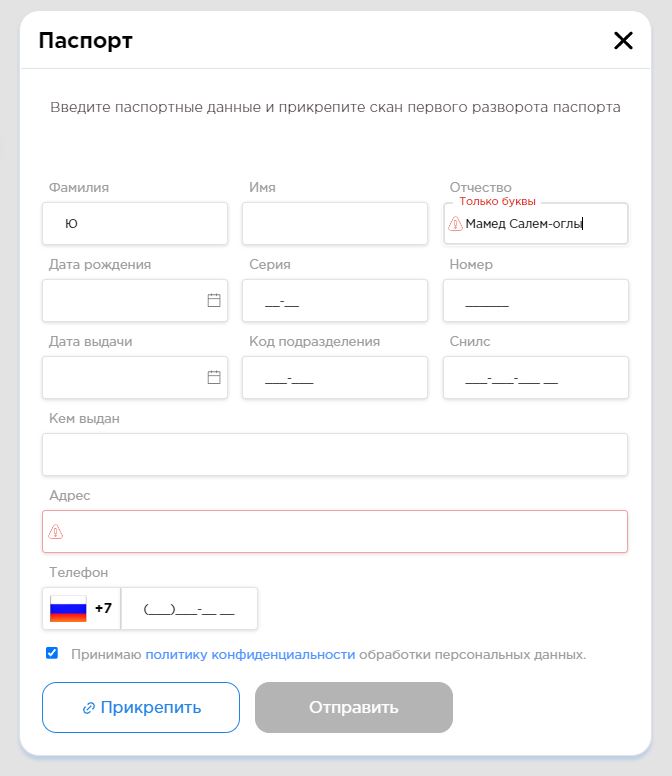 Паспорт
Введите паспортные данные и прикрепите скан первого разворота паспорта
Фамилия Имя Отчество
Только буквы
Ю Мамед Салем-оглы
Дата рождения Серия Номер
__-__ ______
Дата выдачи Код подразделения Снилс
___-___ ___-___-___ __
Кем выдан
Адрес
Телефон
+7 (___)___-__ __
Принимаю политику конфиденциальности обработки персональных данных.
Прикрепить Отправить